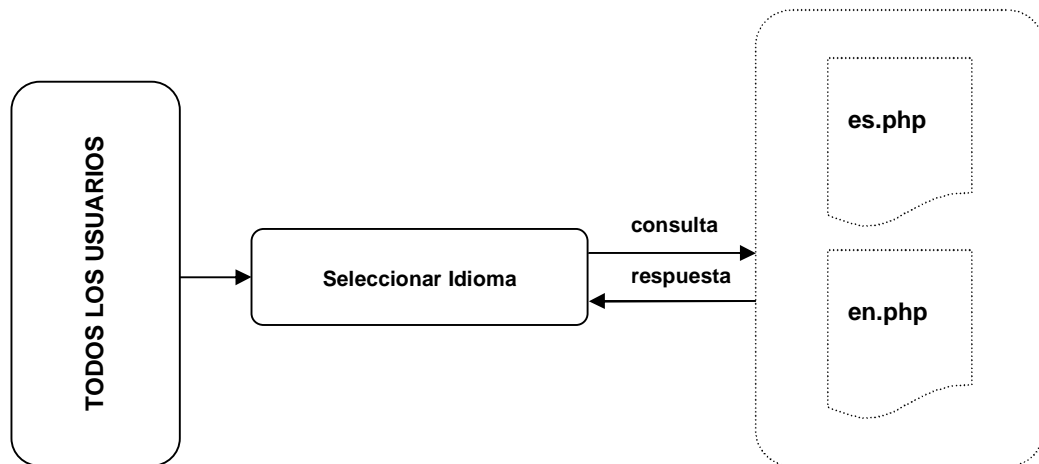 TODOS LOS USUARIOS
Seleccionar Idioma
consulta
respuesta
es.php
en.php